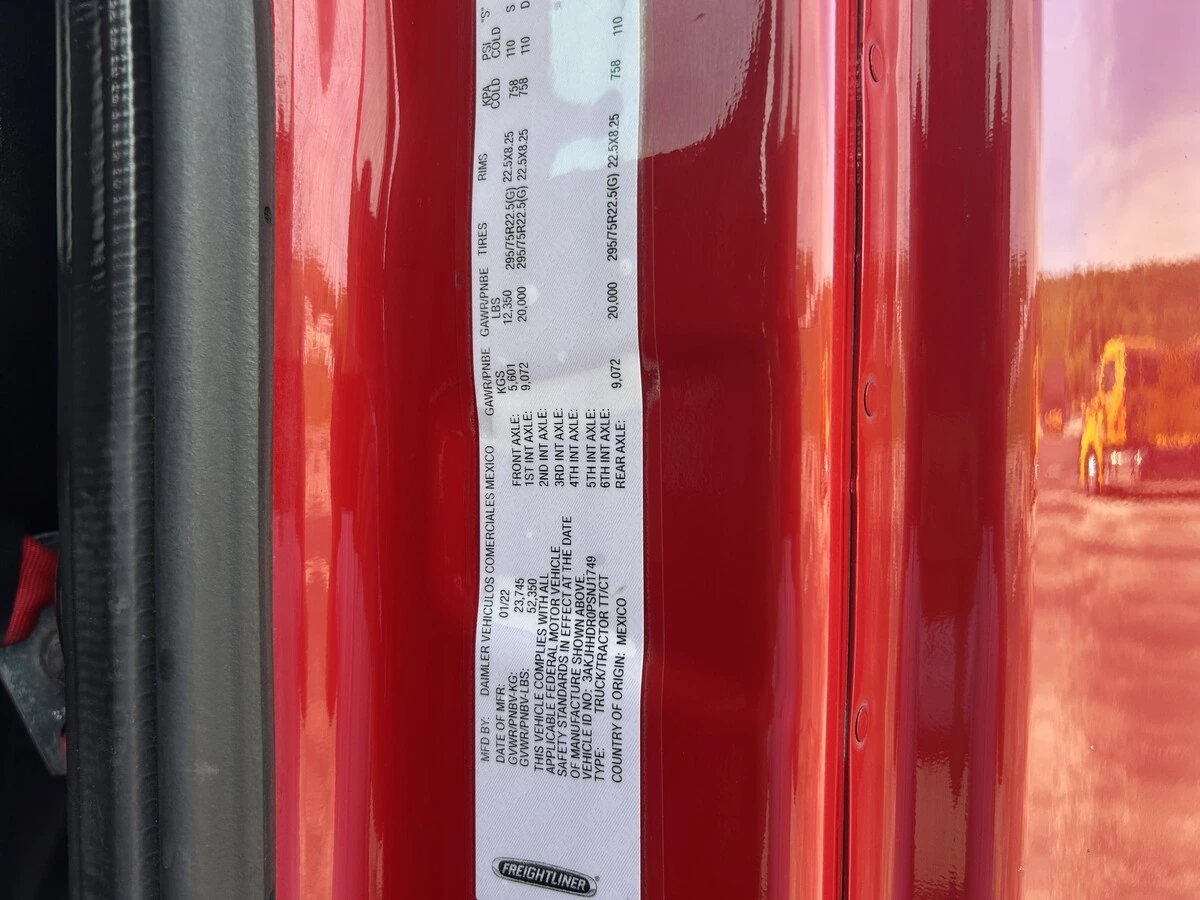 FREIGHTLINER
MFD BY: DAIMLER VEHICULOS COMERCIALES MEXICO
DATE OF MFR: 01/22
GVWR/PNBV-KG: 23,745
GVWR/PNBV-LBS: 52,350
THIS VEHICLE COMPLIES WITH ALL
APPLICABLE FEDERAL MOTOR VEHICLE
SAFETY STANDARDS IN EFFECT AT THE DATE
OF MANUFACTURE SHOWN ABOVE.
VEHICLE ID NO: 3AKJHHDR0PSNJ1749
TYPE: TRUCK/TRACTOR TT/CT
COUNTRY OF ORIGIN: MEXICO
GAWR/PNBE KGS GAWR/PNBE LBS TIRES RIMS KPA COLD PSI COLD "S"
FRONT AXLE: 5,601 12,350 295/75R22.5(G) 22.5X8.25 758 110 S
1ST INT AXLE: 9,072 20,000 295/75R22.5(G) 22.5X8.25 758 110 D
2ND INT AXLE:
3RD INT AXLE:
4TH INT AXLE:
5TH INT AXLE:
6TH INT AXLE:
REAR AXLE: 9,072 20,000 295/75R22.5(G) 22.5X8.25 758 110